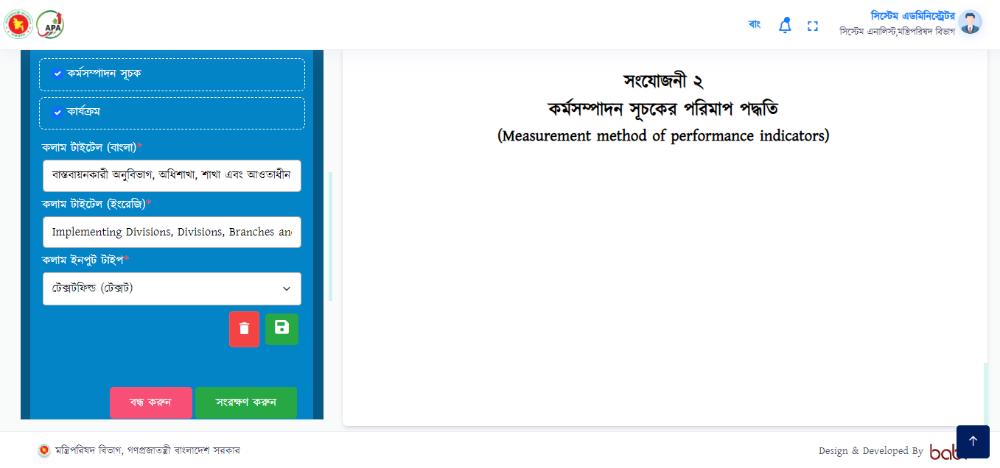 APA
বাং
সিস্টেম এডমিনিস্ট্রেটর
সিস্টেম এনালিস্ট,মন্ত্রিপরিষদ বিভাগ
কর্মসম্পাদন সূচক
কার্যক্রম
কলাম টাইটেল (বাংলা)*
বাস্তবায়নকারী অনুবিভাগ, অধিশাখা, শাখা এবং আওতাধীন
কলাম টাইটেল (ইংরেজি)*
Implementing Divisions, Divisions, Branches an
কলাম ইনপুট টাইপ*
টেক্সটফিল্ড (টেক্সট)
বন্ধ করুন
সংরক্ষণ করুন
সংযোজনী ২
কর্মসম্পাদন সূচকের পরিমাপ পদ্ধতি
(Measurement method of performance indicators)
মন্ত্রিপরিষদ বিভাগ, গণপ্রজাতন্ত্রী বাংলাদেশ সরকার
Design & Developed By